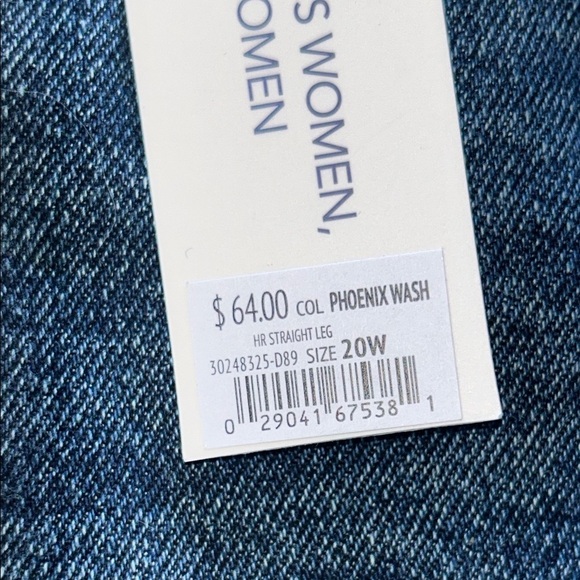 S WOMEN,
OMEN
$ 64.00 COL PHOENIX WASH
HR STRAIGHT LEG
30248325-D89 SIZE 20W
0 29041 67538 1